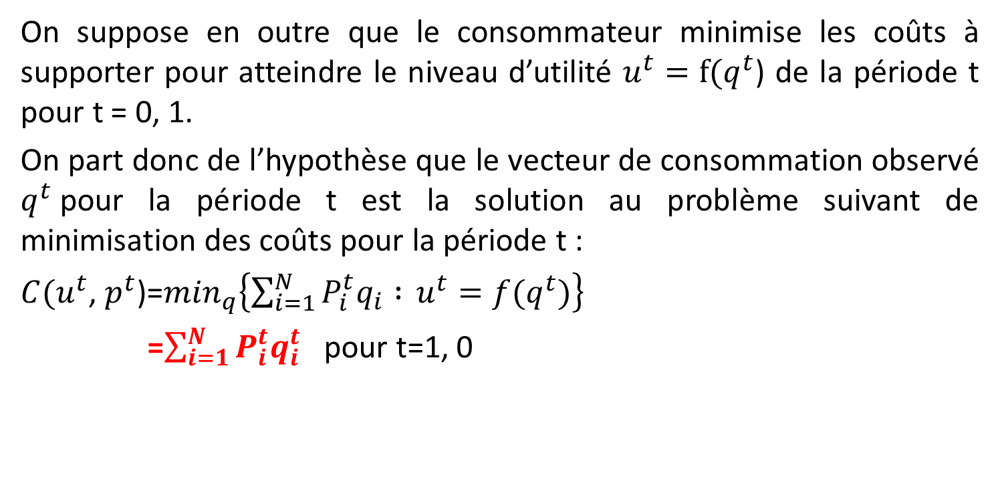 On suppose en outre que le consommateur minimise les coûts à
supporter pour atteindre le niveau d’utilité $u^t = \mathrm{f}(q^t)$ de la période t
pour t = 0, 1.
On part donc de l’hypothèse que le vecteur de consommation observé
$q^t$ pour la période t est la solution au problème suivant de
minimisation des coûts pour la période t :
$C(u^t, p^t)$=$min_q\{\sum_{i=1}^{N} P_i^t q_i : u^t = f(q^t)\}$
=$\sum_{i=1}^{N} P_i^t q_i^t$ pour t=1, 0